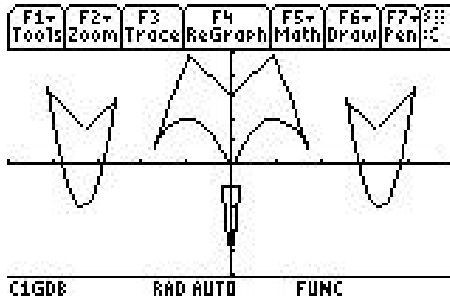 F1 Tools F2 Zoom F3 Trace F4 ReGraph F5 Math F6 Draw F7 Pen :C
C1GDB RAD AUTO FUNC